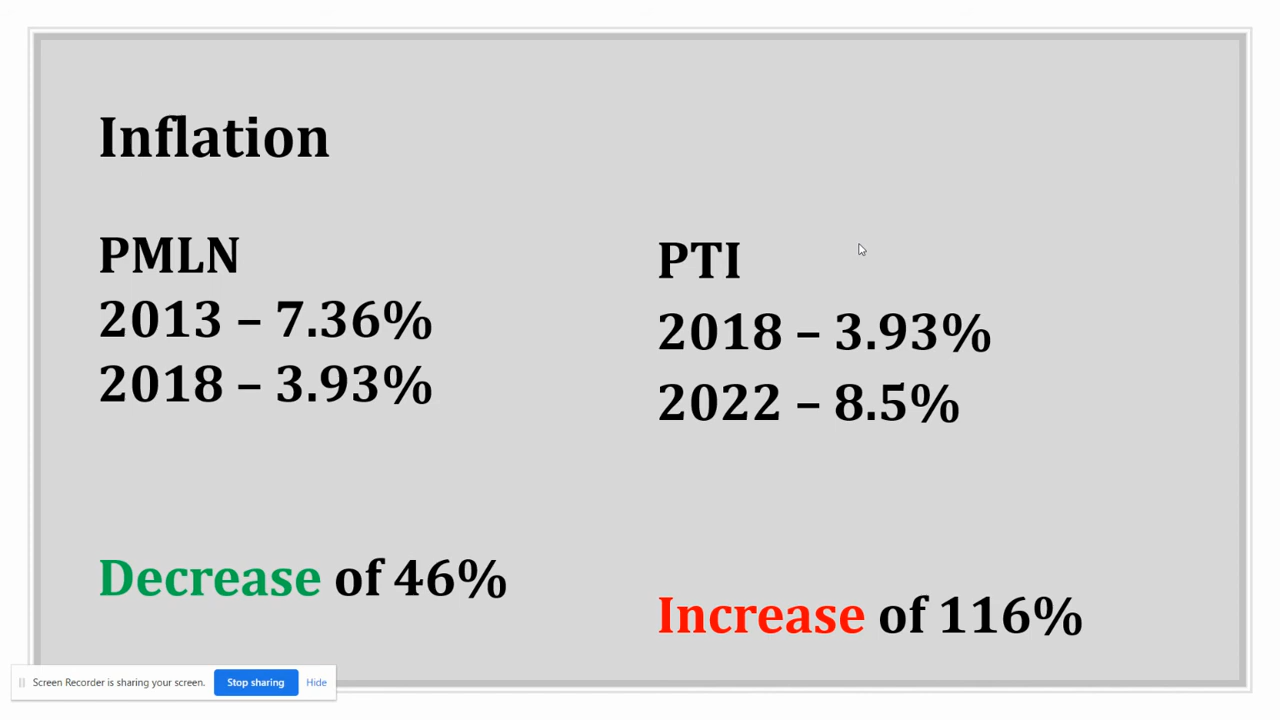 Inflation
PMLN
2013 – 7.36%
2018 – 3.93%
Decrease of 46%
PTI
2018 – 3.93%
2022 – 8.5%
Increase of 116%
Screen Recorder is sharing your screen. Stop sharing Hide